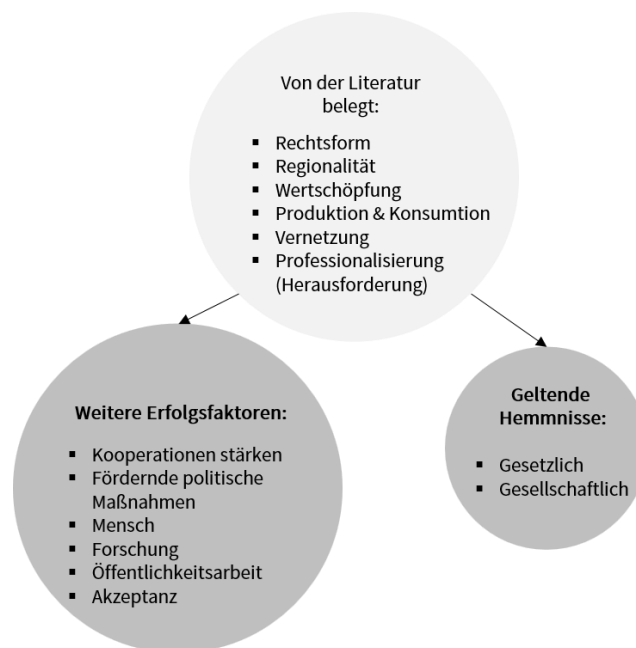 Von der Literatur
belegt:
▪ Rechtsform
▪ Regionalität
▪ Wertschöpfung
▪ Produktion & Konsumtion
▪ Vernetzung
▪ Professionalisierung
(Herausforderung)
Weitere Erfolgsfaktoren:
▪ Kooperationen stärken
▪ Fördernde politische
Maßnahmen
▪ Mensch
▪ Forschung
▪ Öffentlichkeitsarbeit
▪ Akzeptanz
Geltende
Hemmnisse:
▪ Gesetzlich
▪ Gesellschaftlich